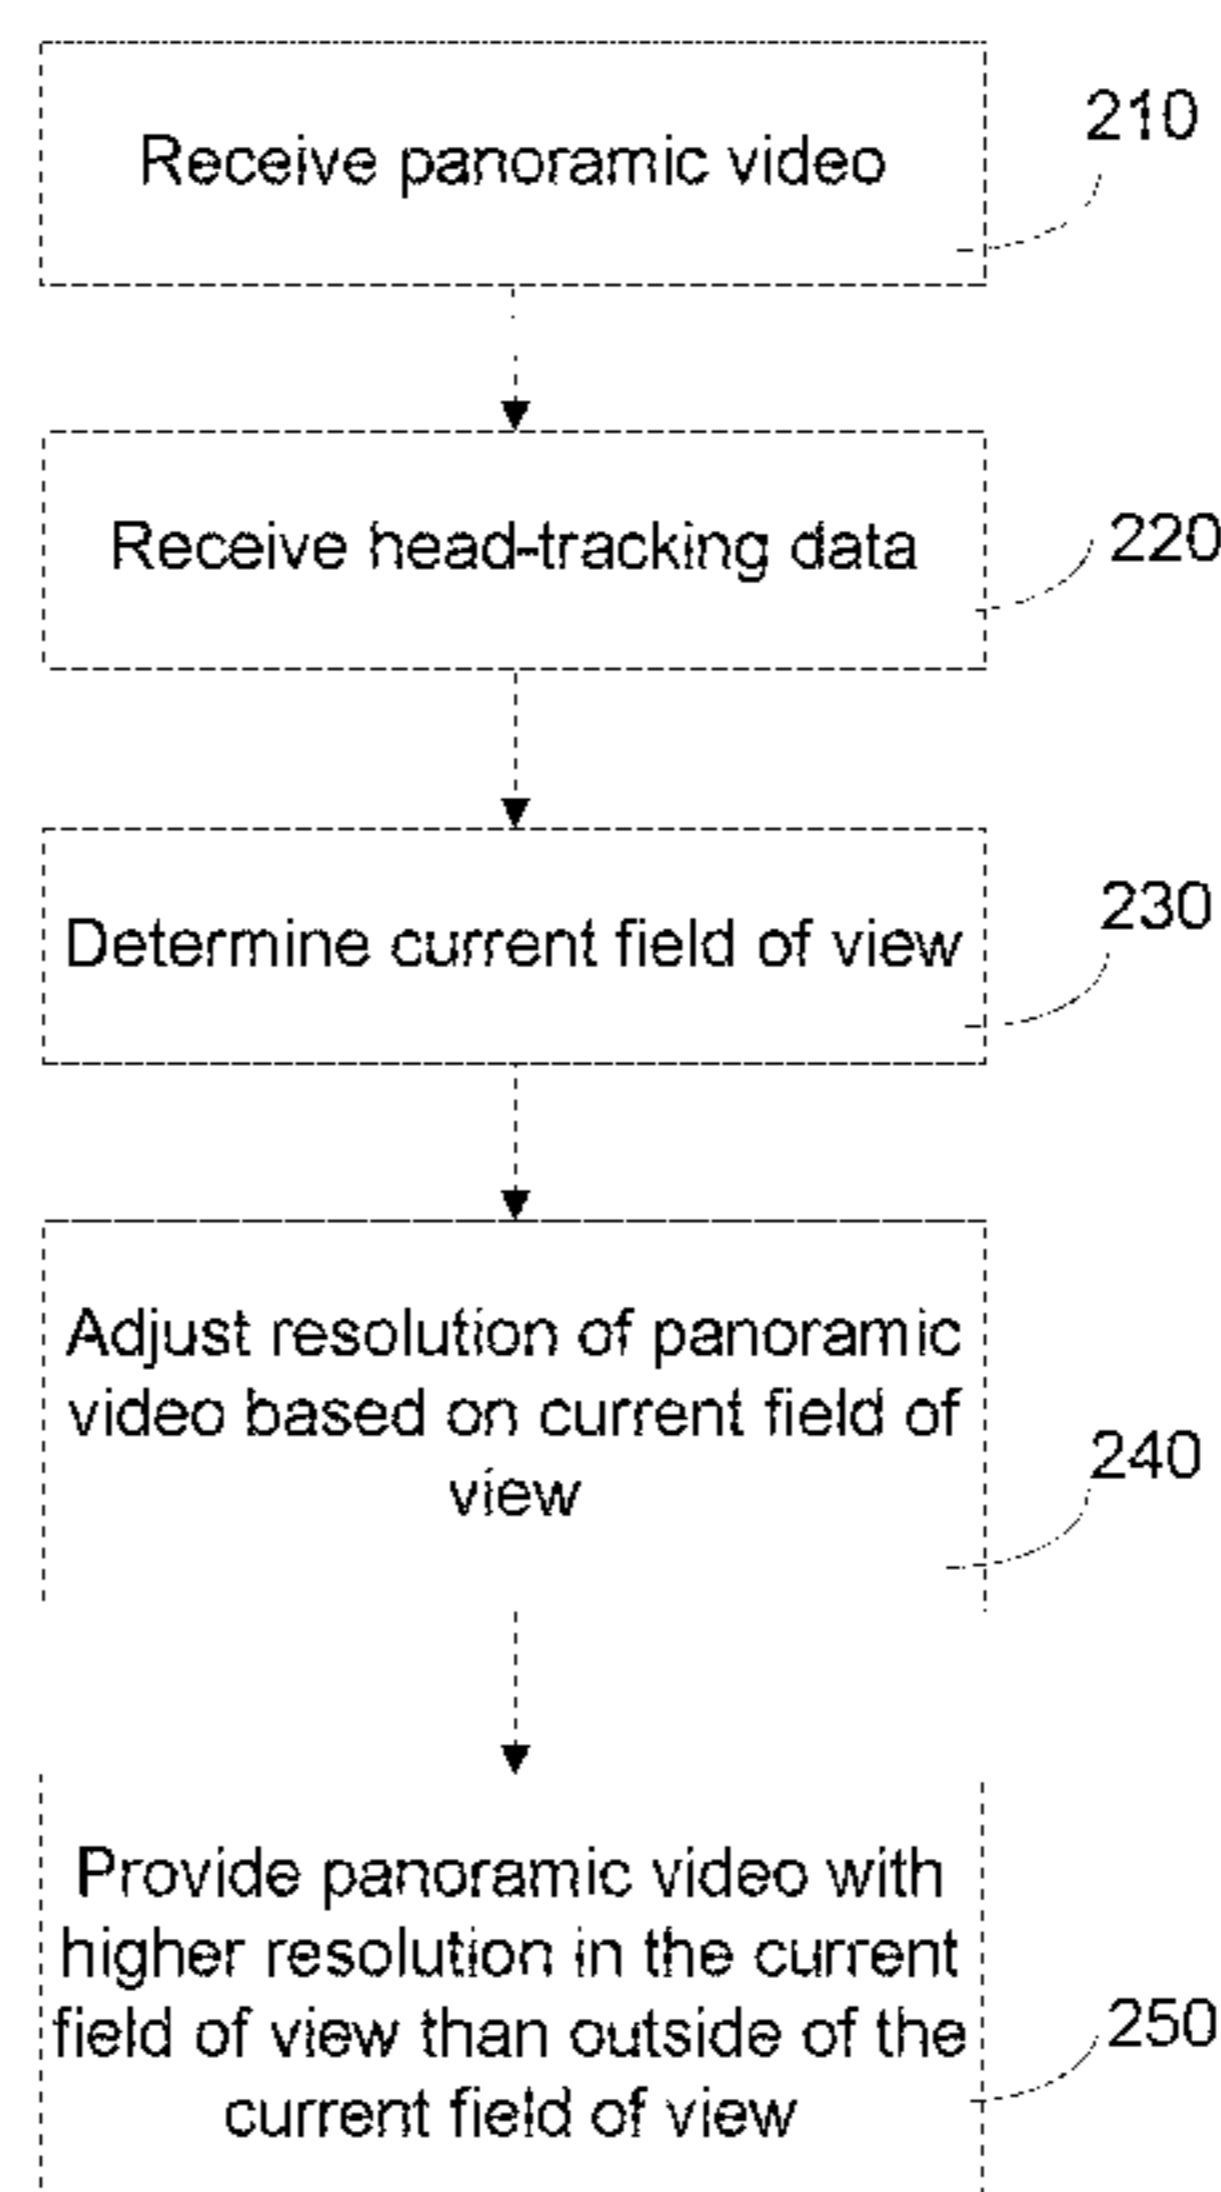 Receive panoramic video
210
Receive head-tracking data
220
Determine current field of view
230
Adjust resolution of panoramic
video based on current field of
view
240
Provide panoramic video with
higher resolution in the current
field of view than outside of the
current field of view
250